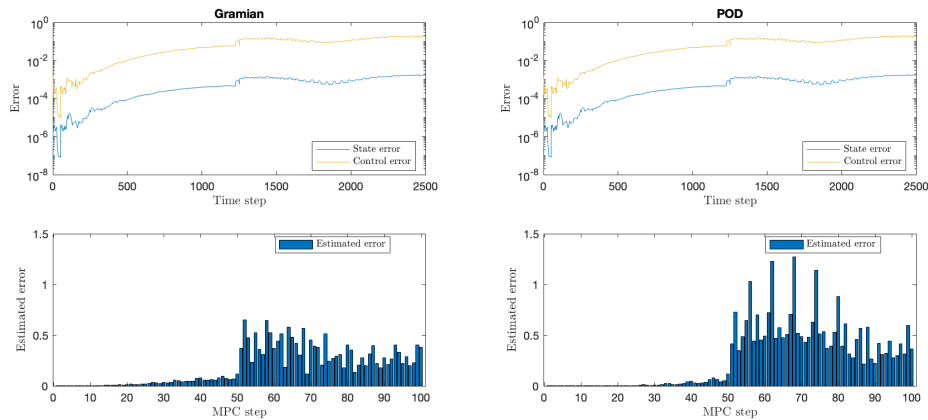 Gramian
10^0
10^-2
10^-4
10^-6
10^-8
Error
State error
Control error
0 500 1000 1500 2000 2500
Time step
POD
10^0
10^-2
10^-4
10^-6
10^-8
Error
State error
Control error
0 500 1000 1500 2000 2500
Time step
1.5
1
0.5
0
Estimated error
Estimated error
0 10 20 30 40 50 60 70 80 90 100
MPC step
1.5
1
0.5
0
Estimated error
Estimated error
0 10 20 30 40 50 60 70 80 90 100
MPC step